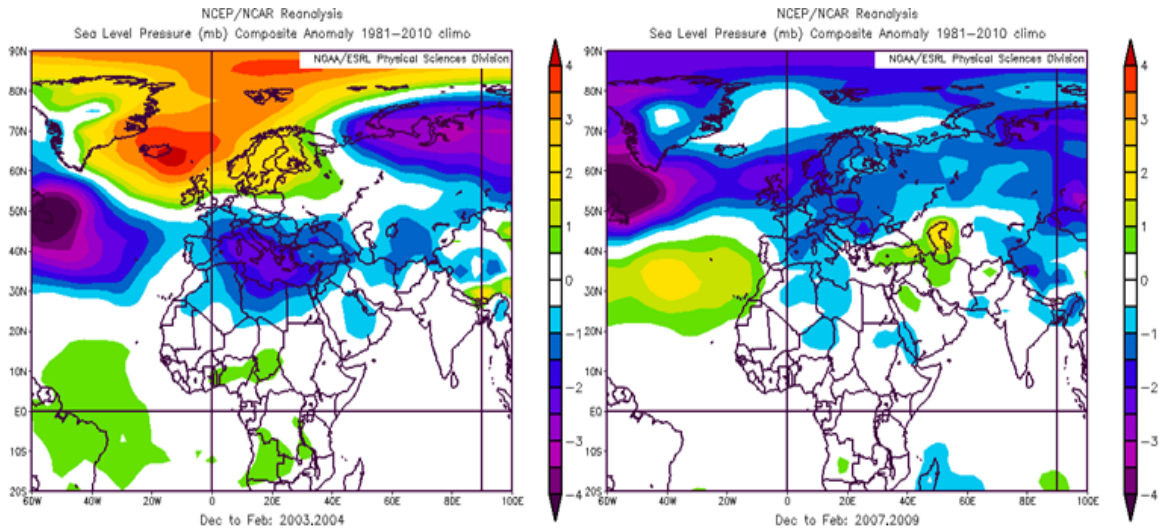 NCEP/NCAR Reanalysis
Sea Level Pressure (mb) Composite Anomaly 1981-2010 climo
NOAA/ESRL Physical Sciences Division
90N
80N
70N
60N
50N
40N
30N
20N
10N
EQ
10S
20S
60W
40W
20W
0
20E
40E
60E
80E
100E
4
3
2
1
0
-1
-2
-3
-4
Dec to Feb: 2003.2004
NCEP/NCAR Reanalysis
Sea Level Pressure (mb) Composite Anomaly 1981-2010 climo
NOAA/ESRL Physical Sciences Division
90N
80N
70N
60N
50N
40N
30N
20N
10N
EQ
10S
20S
60W
40W
20W
0
20E
40E
60E
80E
100E
4
3
2
1
0
-1
-2
-3
-4
Dec to Feb: 2007.2009